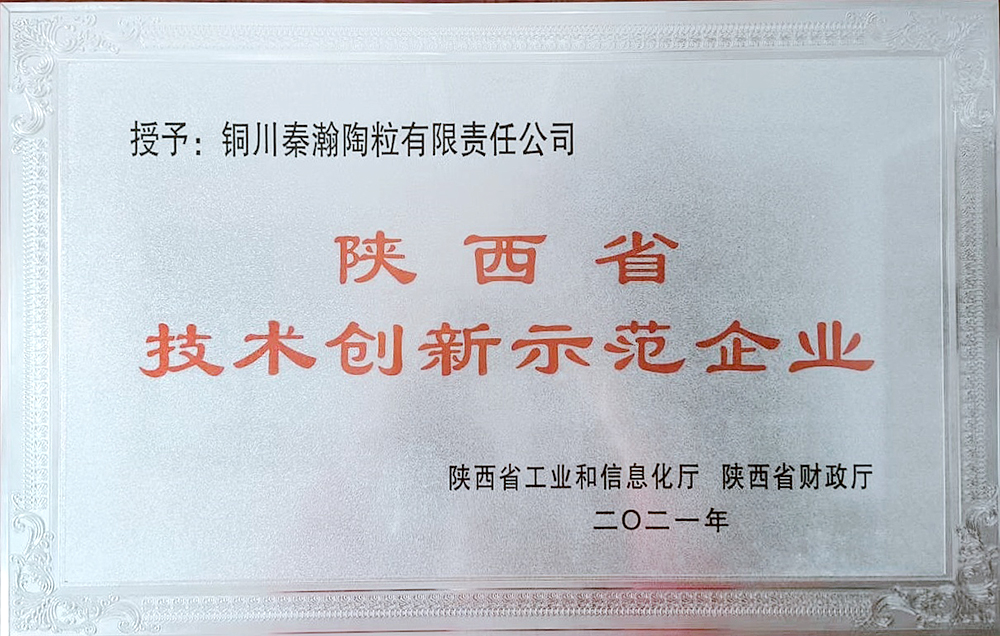 授予：铜川秦瀚陶粒有限责任公司
陕西省
技术创新示范企业
陕西省工业和信息化厅 陕西省财政厅
二〇二一年